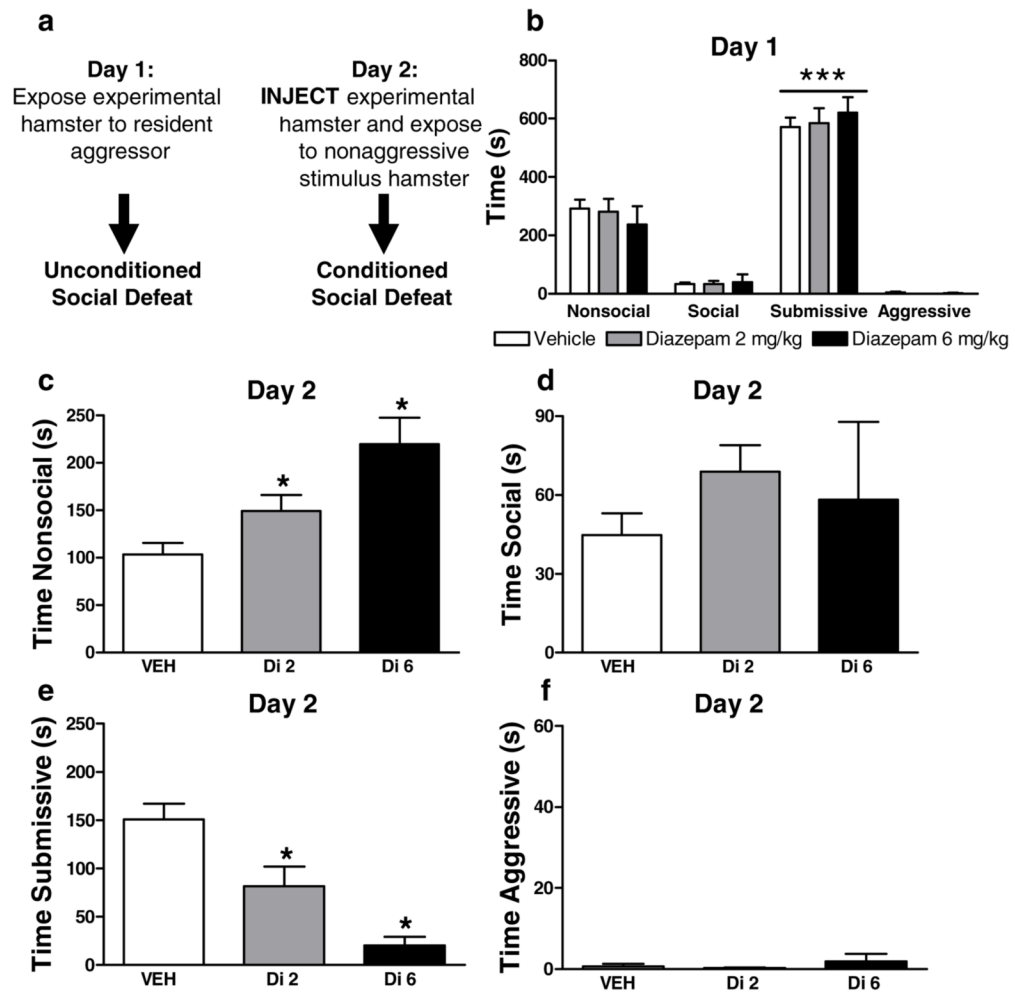 a
Day 1:
Expose experimental
hamster to resident
aggressor
Unconditioned
Social Defeat
Day 2:
INJECT experimental
hamster and expose
to nonaggressive
stimulus hamster
Conditioned
Social Defeat
b
Day 1
Time (s)
800
600
400
200
0
***
Nonsocial Social Submissive Aggressive
Vehicle Diazepam 2 mg/kg Diazepam 6 mg/kg
c
Day 2
Time Nonsocial (s)
250
200
150
100
50
0
*
*
VEH Di 2 Di 6
d
Day 2
Time Social (s)
90
60
30
0
VEH Di 2 Di 6
e
Day 2
Time Submissive (s)
250
200
150
100
50
0
*
*
VEH Di 2 Di 6
f
Day 2
Time Aggressive (s)
60
40
20
0
VEH Di 2 Di 6